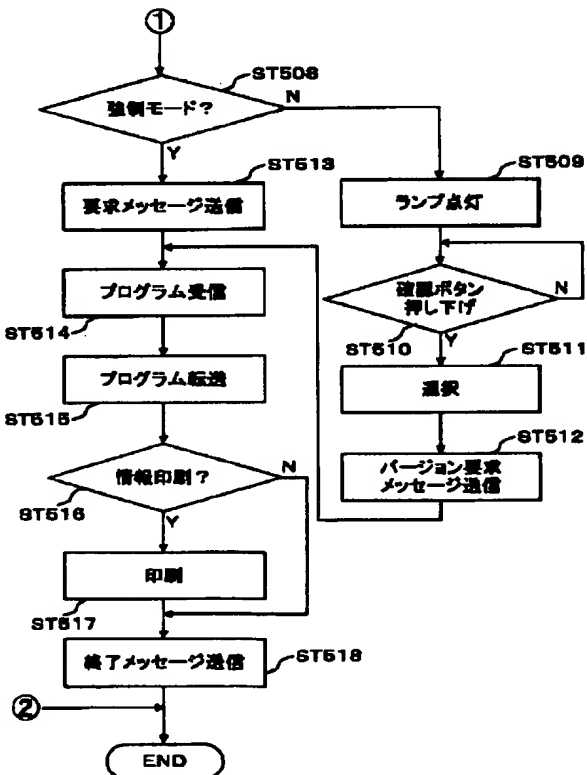 ①
ST508
強制モード?
N
Y
ST513
要求メッセージ送信
ST509
ランプ点灯
プログラム受信
ST514
確認ボタン
押し下げ
N
ST510
Y
プログラム転送
ST515
ST511
選択
ST512
バージョン要求
メッセージ送信
情報印刷?
N
ST516
Y
印刷
ST517
終了メッセージ送信
ST518
②
END